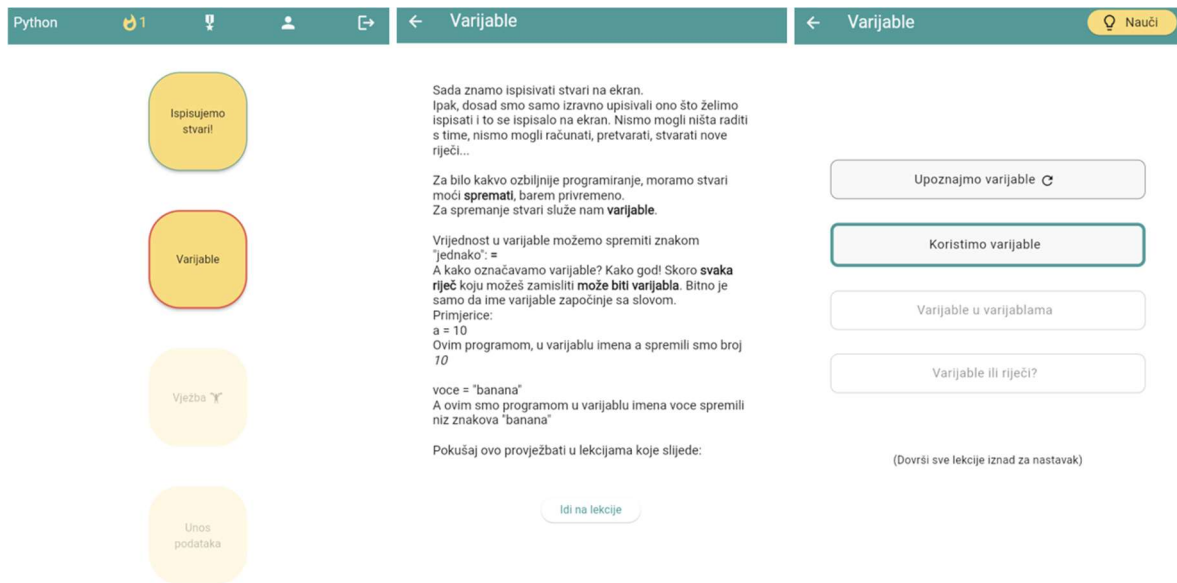 Python
1
Ispisujemo
stvari!
Varijable
Vježba
Unos
podataka
Varijable
Sada znamo ispisivati stvari na ekran.
Ipak, dosad smo samo izravno upisivali ono što želimo
ispisati i to se ispisalo na ekran. Nismo mogli ništa raditi
s time, nismo mogli računati, pretvarati, stvarati nove
riječi...
Za bilo kakvo ozbiljnije programiranje, moramo stvari
moći spremati, barem privremeno.
Za spremanje stvari služe nam varijable.
Vrijednost u varijable možemo spremiti znakom
"jednako": =
A kako označavamo varijable? Kako god! Skoro svaka
riječ koju možeš zamisliti može biti varijabla. Bitno je
samo da ime varijable započinje sa slovom.
Primjerice:
a = 10
Ovim programom, u varijablu imena a spremili smo broj
10
voce = "banana"
A ovim smo programom u varijablu imena voce spremili
niz znakova "banana"
Pokušaj ovo provježbati u lekcijama koje slijede:
Idi na lekcije
Varijable
Nauči
Upoznajmo varijable
Koristimo varijable
Varijable u varijablama
Varijable ili riječi?
(Dovrši sve lekcije iznad za nastavak)